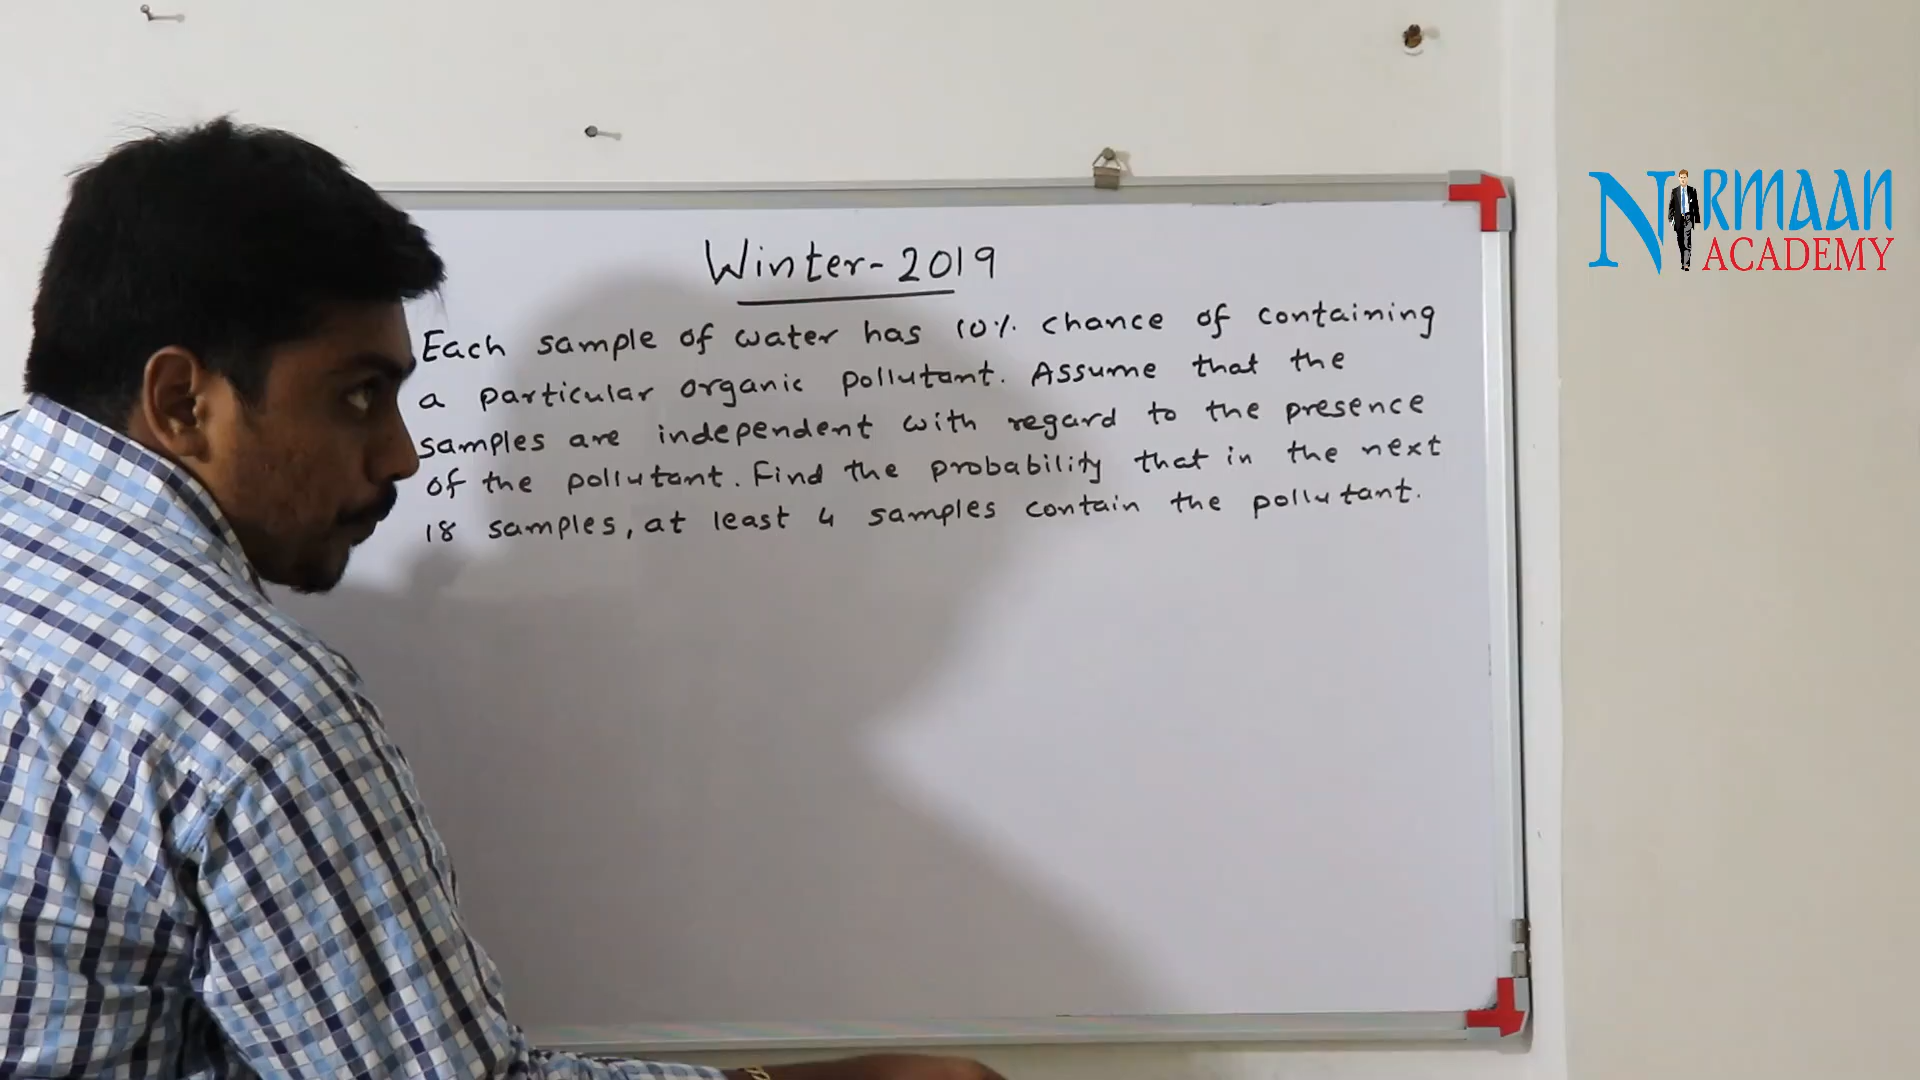 Winter-2019
Each sample of water has 10% chance of containing
a particular organic pollutant. Assume that the
samples are independent with regard to the presence
of the pollutant. Find the probability that in the next
18 samples, at least 4 samples contain the pollutant.
NIRMAAN
ACADEMY